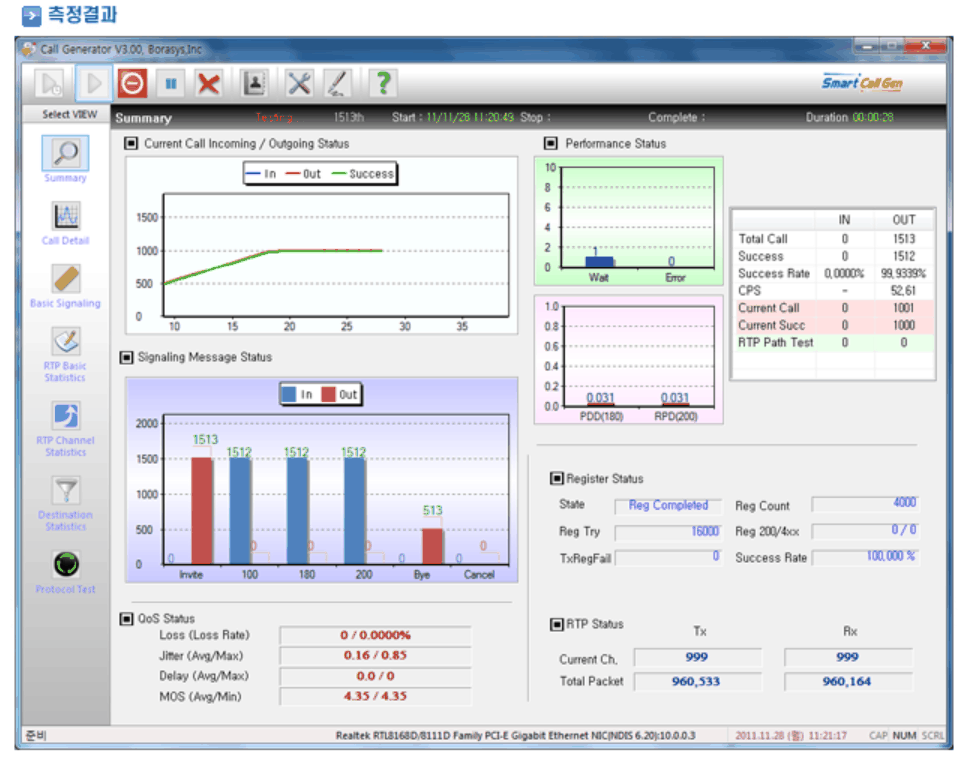 측정결과
Call Generator V3.00, Borasys,Inc
Smart Call Gen
Select VIEW
Summary Testing 1513th Start : 11/11/28 11:20:49 Stop : Complete : Duration 00:00:28
Summary
Call Detail
Basic Signaling
RTP Basic
Statistics
RTP Channel
Statistics
Destination
Statistics
Protocol Test
Current Call Incoming / Outgoing Status
In Out Success
1500
1000
500
0
10 15 20 25 30 35
Performance Status
10
8
6
4
2
0
1 0
Wait Error
1.0
0.8
0.6
0.4
0.2
0.0
0.031 0.031
PDD(180) RPD(200)
IN OUT
Total Call 0 1513
Success 0 1512
Success Rate 0,0000% 99,9339%
CPS - 52,61
Current Call 0 1001
Current Succ 0 1000
RTP Path Test 0 0
Signaling Message Status
In Out
2000
1500
1000
500
0
1513 1512 1512 1512 513
0 0 0 0 0 0 0
Invite 100 180 200 Bye Cancel
Register Status
State Reg Completed Reg Count 4000
Reg Try 16000 Reg 200/4xx 0 / 0
TxRegFail 0 Success Rate 100,000 %
QoS Status
Loss (Loss Rate) 0 / 0.0000%
Jitter (Avg/Max) 0.16 / 0.85
Delay (Avg/Max) 0.0 / 0
MOS (Avg/Min) 4.35 / 4.35
RTP Status
Tx Rx
Current Ch, 999 999
Total Packet 960,533 960,164
준비 Realtek RTL8168D/8111D Family PCI-E Gigabit Ethernet NIC(NDIS 6.20):10.0.0.3 2011.11.28 (월) 11:21:17 CAP NUM SCRL